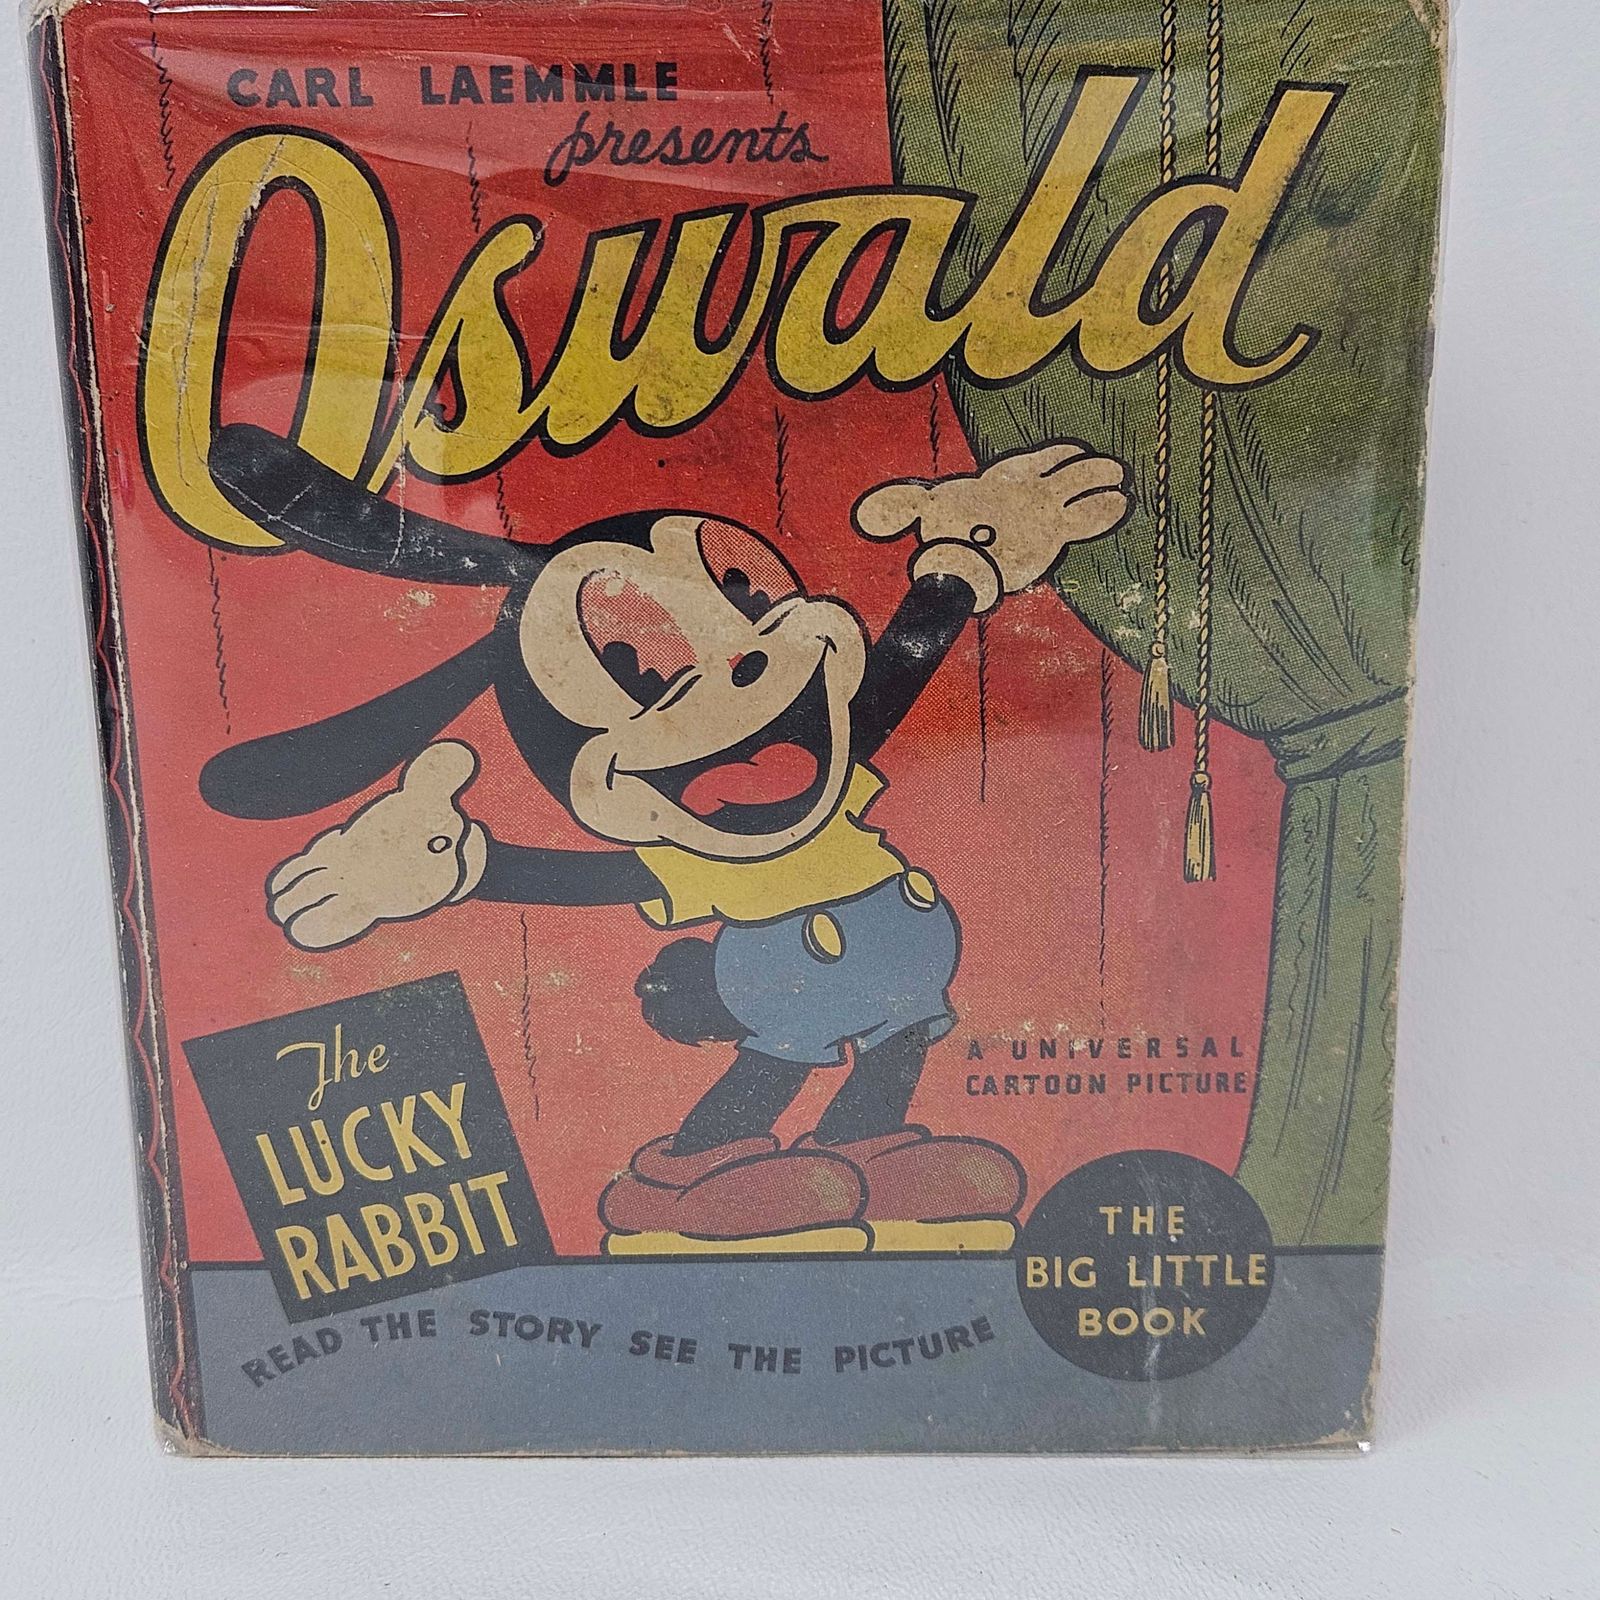 CARL LAEMMLE
presents
Oswald
The
LUCKY
RABBIT
A UNIVERSAL
CARTOON PICTURE
THE
BIG LITTLE
BOOK
READ THE STORY SEE THE PICTURE